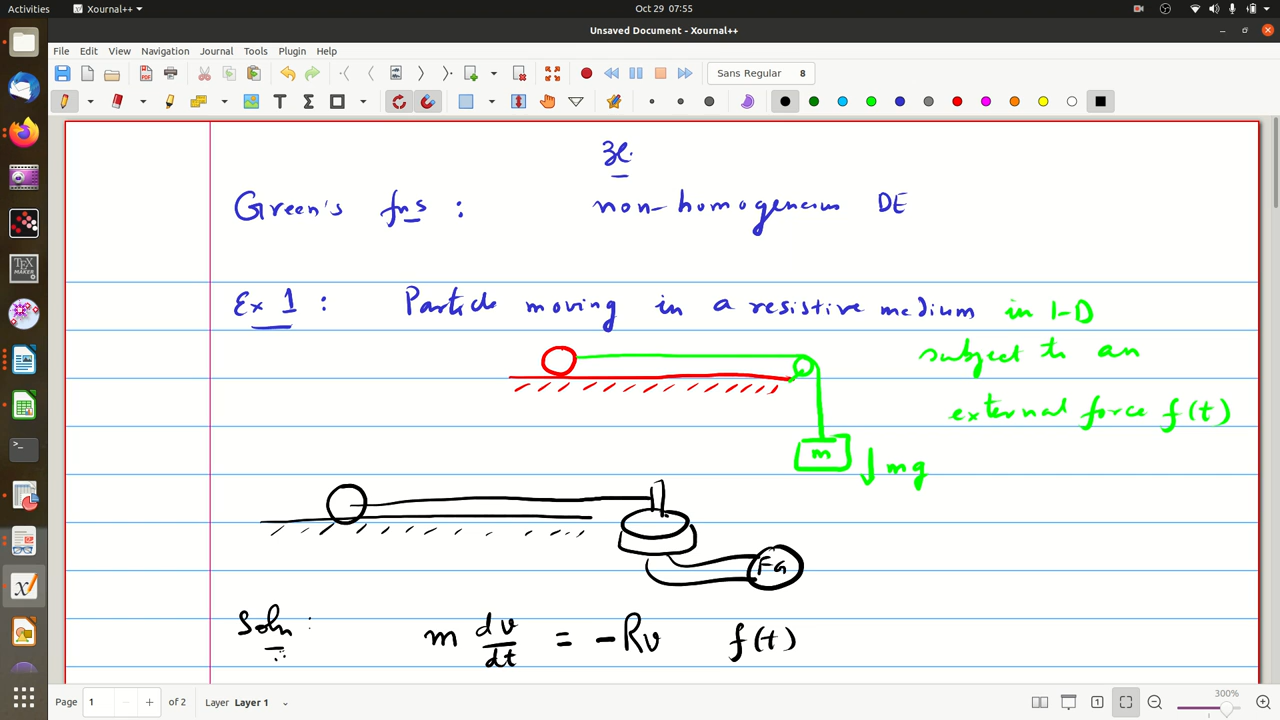 Activities
Xournal++
Oct 29 07:55
Unsaved Document - Xournal++
File Edit View Navigation Journal Tools Plugin Help
Sans Regular 8
Green's fns : non-homogeneous DE
Ex 1 : Particle moving in a resistive medium in 1-D
subject to an
external force f(t)
m
↓ mg
FG
Soln : m dv/dt = -Rv f(t)
Page 1 of 2 Layer Layer 1
300%